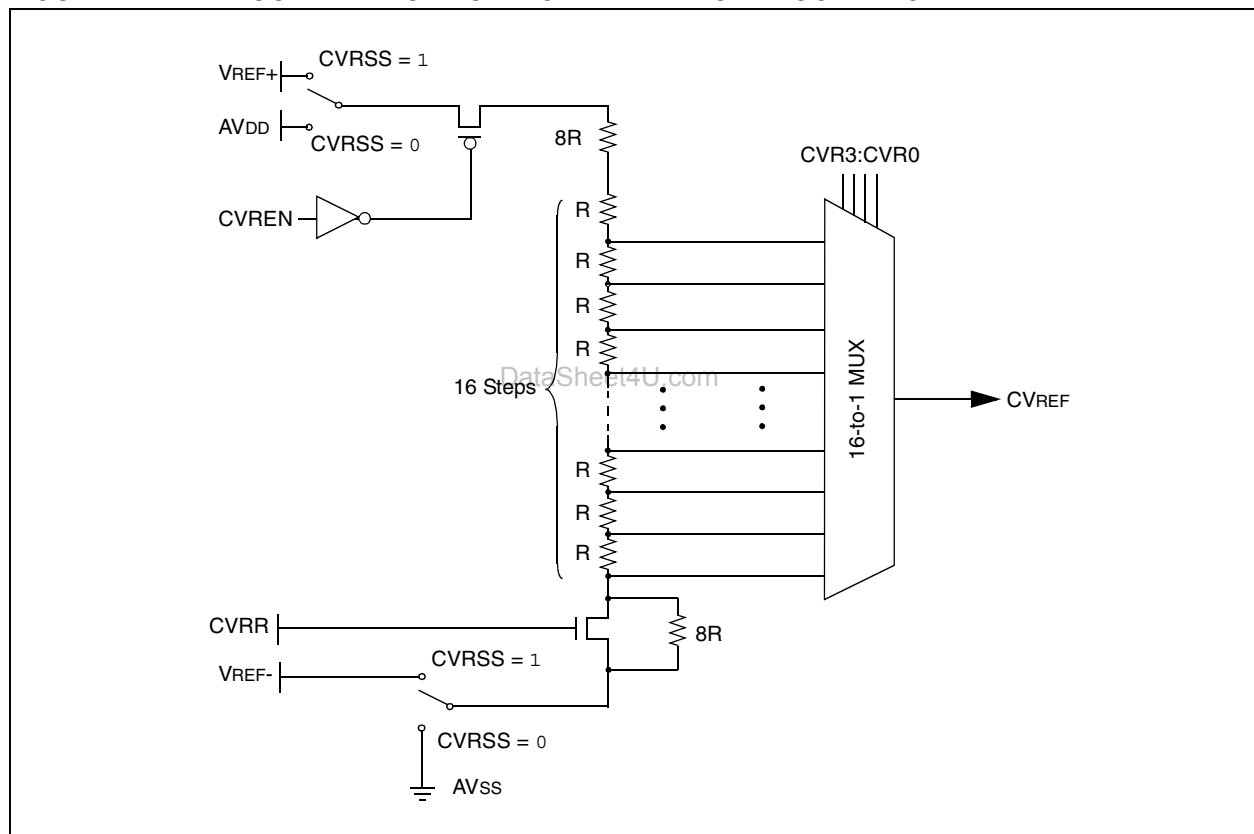 CVRSS = 1
VREF+
AVDD
CVRSS = 0
8R
CVR3:CVR0
CVREN
R
R
R
R
16 Steps
DataSheet4U.com
16-to-1 MUX
CVREF
R
R
R
CVRR
8R
CVRSS = 1
VREF-
CVRSS = 0
AVSS